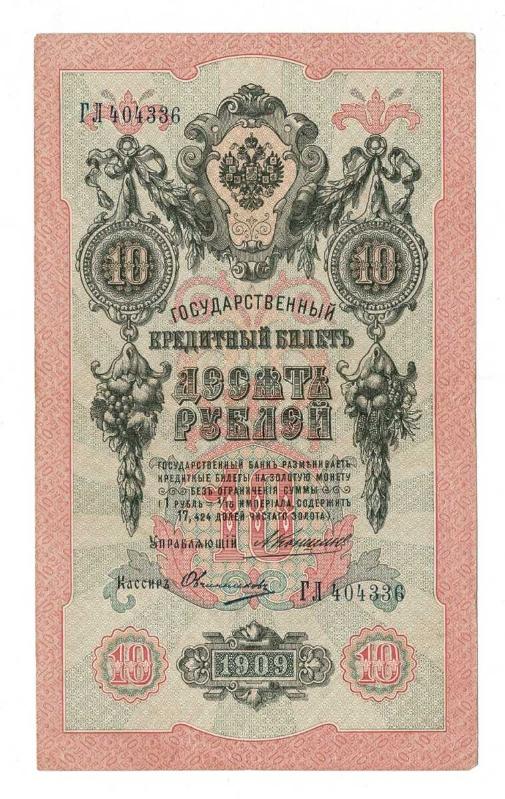 ГЛ 404336
10 10
ГОСУДАРСТВЕННЫЙ
КРЕДИТНЫЙ БИЛЕТЪ
ДЕСЯТЬ
РУБЛЕЙ
ГОСУДАРСТВЕННЫЙ БАНКЪ РАЗМѢНИВАЕТЪ
КРЕДИТНЫЕ БИЛЕТЫ НА ЗОЛОТУЮ МОНЕТУ
БЕЗЪ ОГРАНИЧЕНІЯ СУММЫ
(1 РУБЛЬ = 1/15 ИМПЕРІАЛА, СОДЕРЖИТЪ
17,424 ДОЛЕЙ ЧИСТАГО ЗОЛОТА).
10
Управляющій
Кассиръ Овчинниковъ
ГЛ 404336
10 1909 10